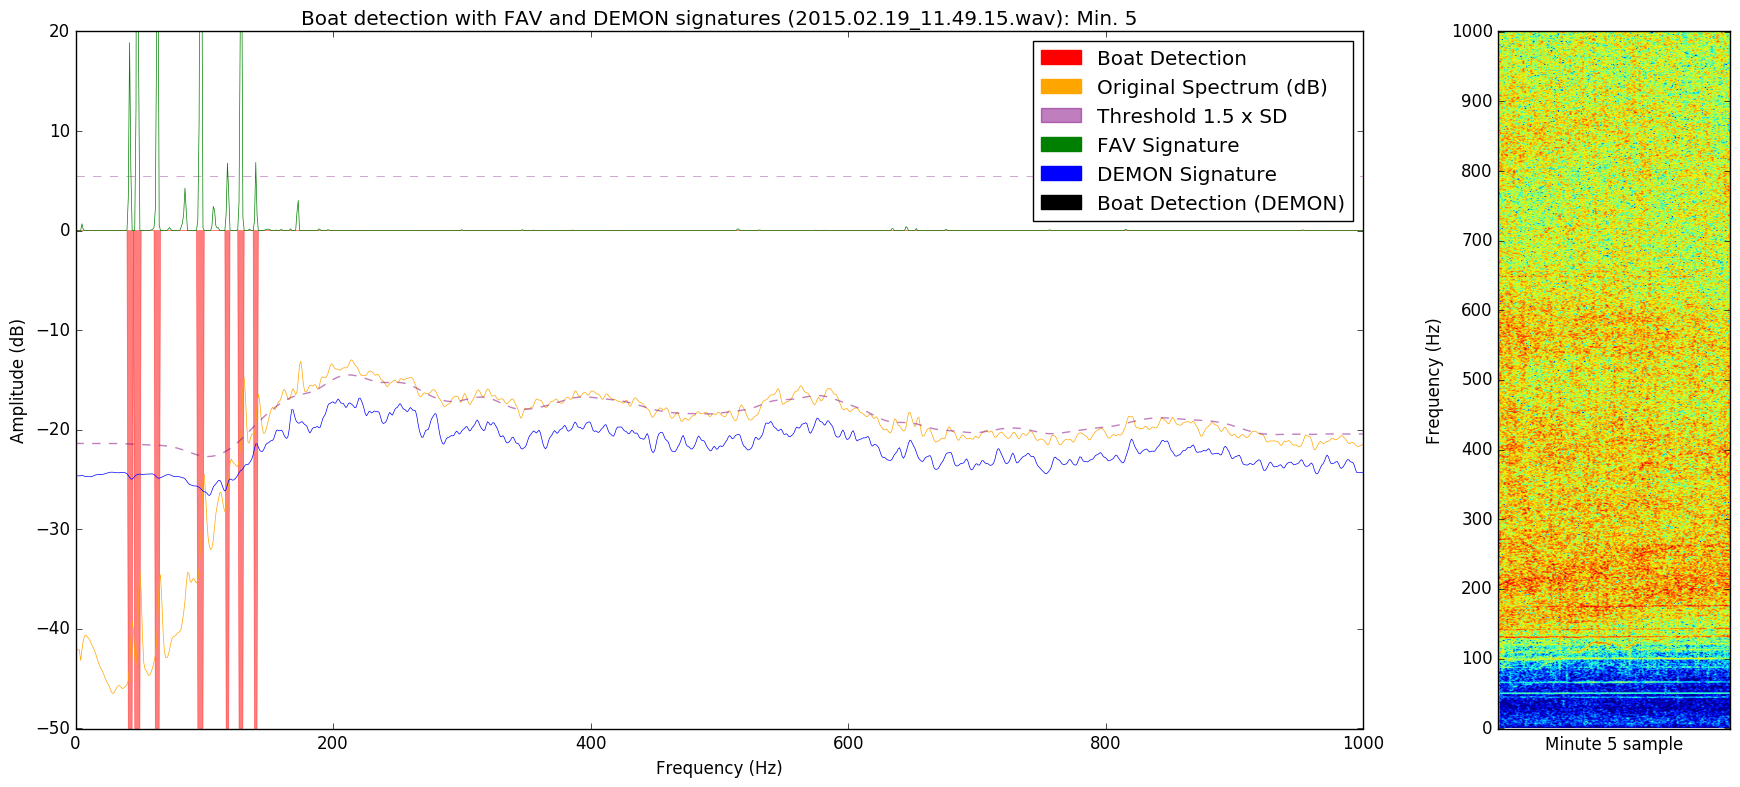 Boat detection with FAV and DEMON signatures (2015.02.19_11.49.15.wav): Min. 5
Boat Detection
Original Spectrum (dB)
Threshold 1.5 x SD
FAV Signature
DEMON Signature
Boat Detection (DEMON)
Amplitude (dB)
20
10
0
−10
−20
−30
−40
−50
0
200
400
600
800
1000
Frequency (Hz)
Frequency (Hz)
1000
900
800
700
600
500
400
300
200
100
0
Minute 5 sample